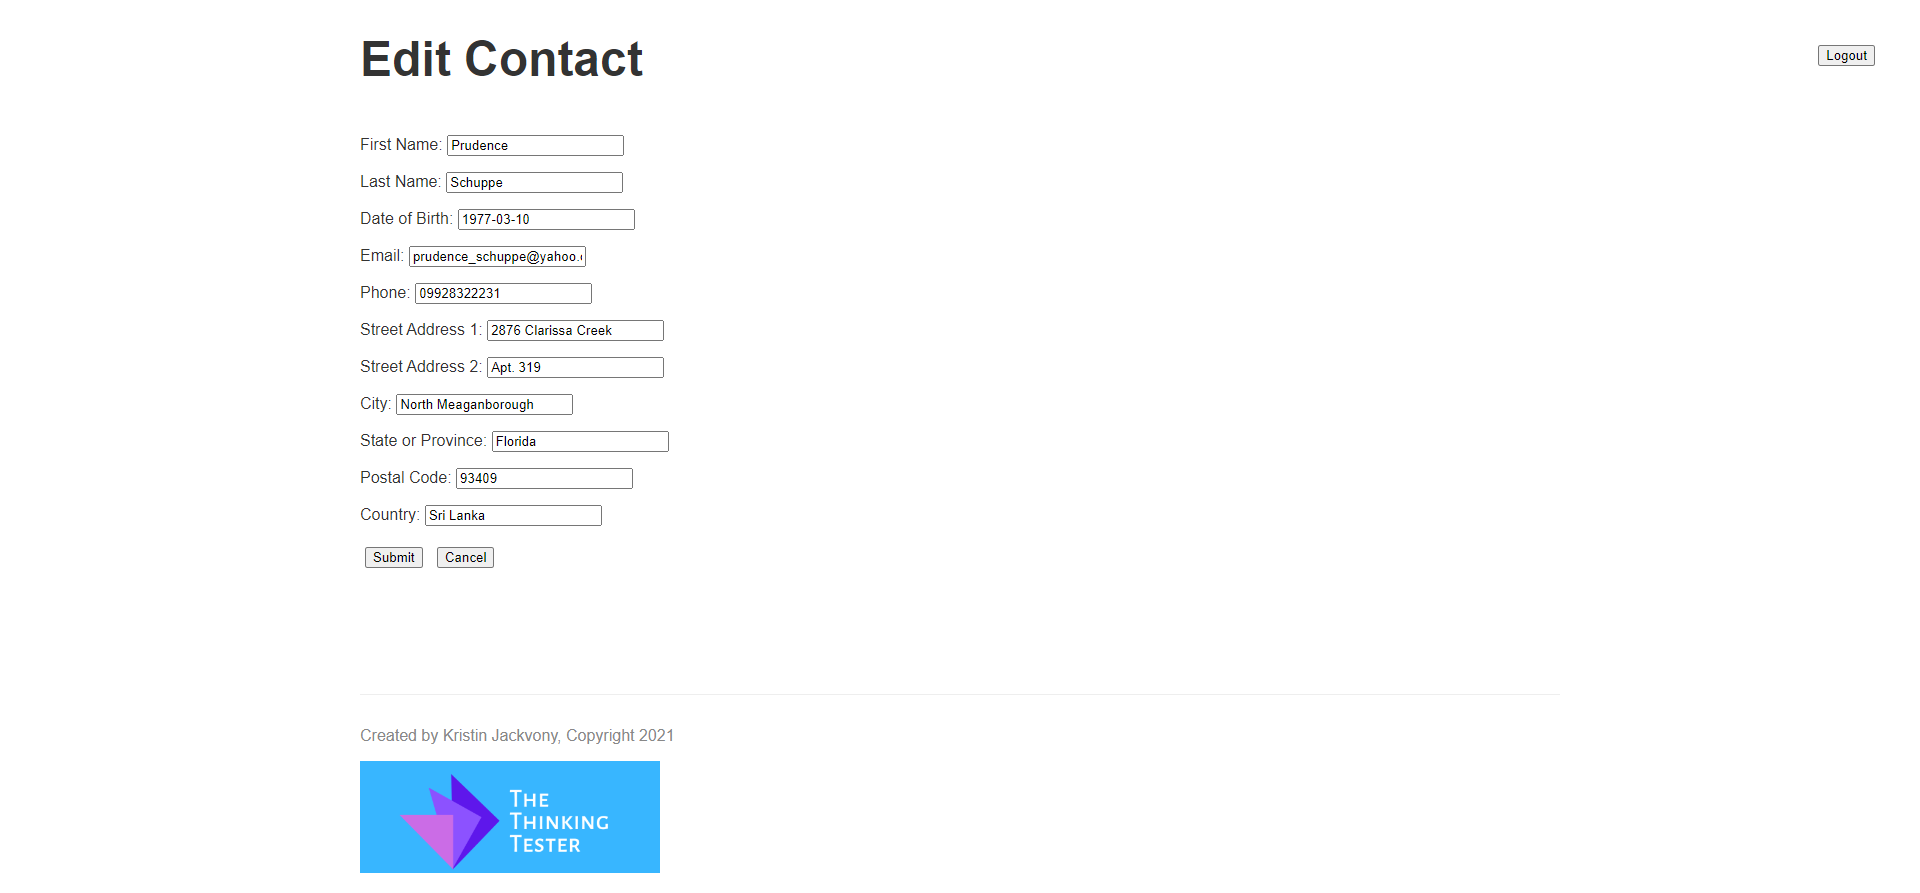 Edit Contact
Logout
First Name: Prudence
Last Name: Schuppe
Date of Birth: 1977-03-10
Email: prudence_schuppe@yahoo.
Phone: 09928322231
Street Address 1: 2876 Clarissa Creek
Street Address 2: Apt. 319
City: North Meaganborough
State or Province: Florida
Postal Code: 93409
Country: Sri Lanka
Submit Cancel
Created by Kristin Jackvony, Copyright 2021
THE
THINKING
TESTER